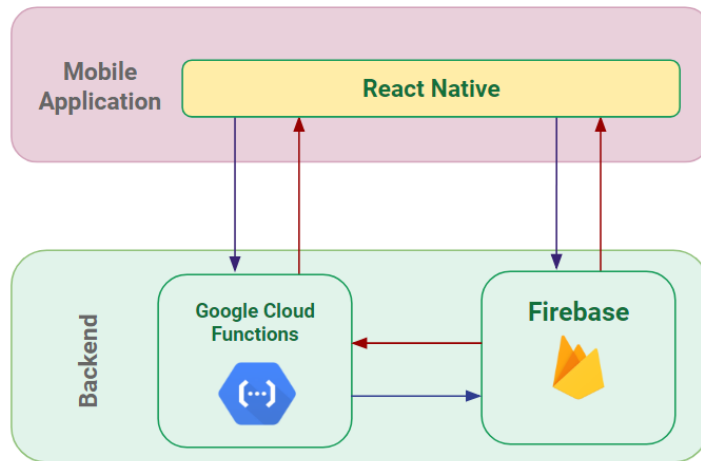 Mobile
Application
React Native
Backend
Google Cloud
Functions
Firebase